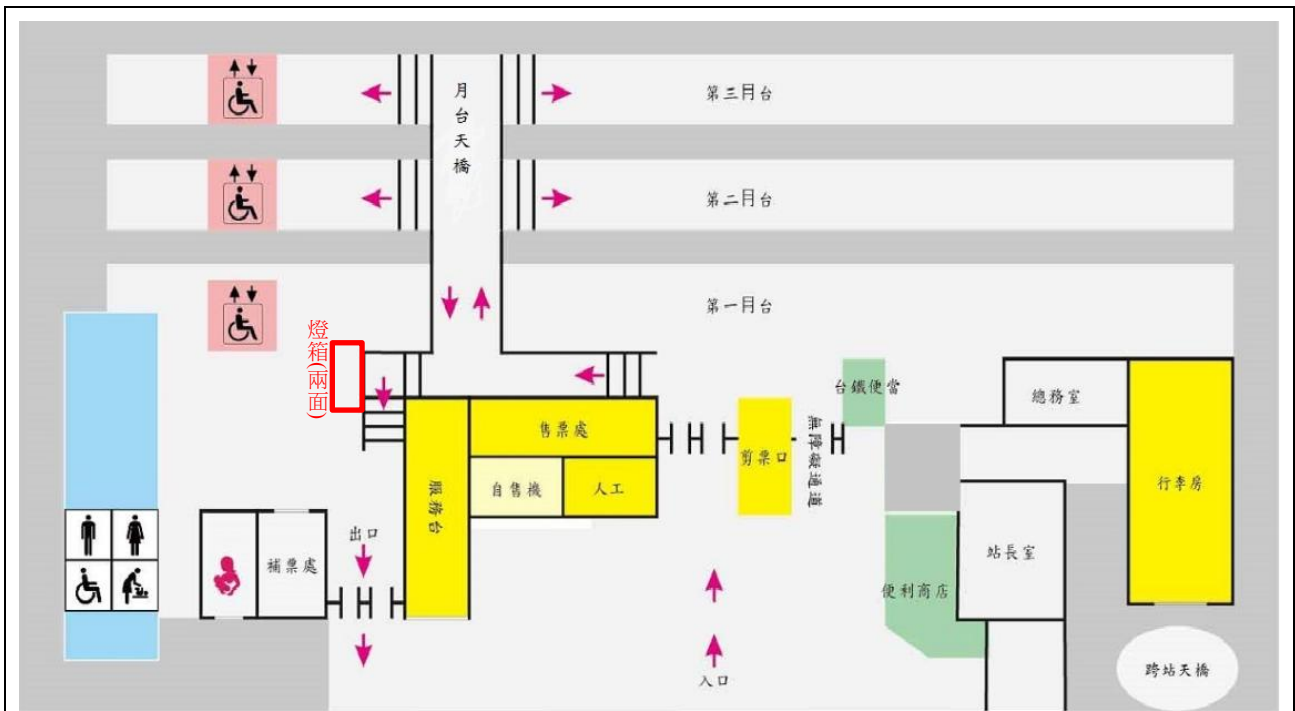 月台天橋
第三月台
第二月台
第一月台
燈箱(兩面)
台鐵便當
總務室
售票處
剪票口
無障礙通道
行李房
服務台
自售機
人工
出口
補票處
站長室
便利商店
入口
跨站天橋